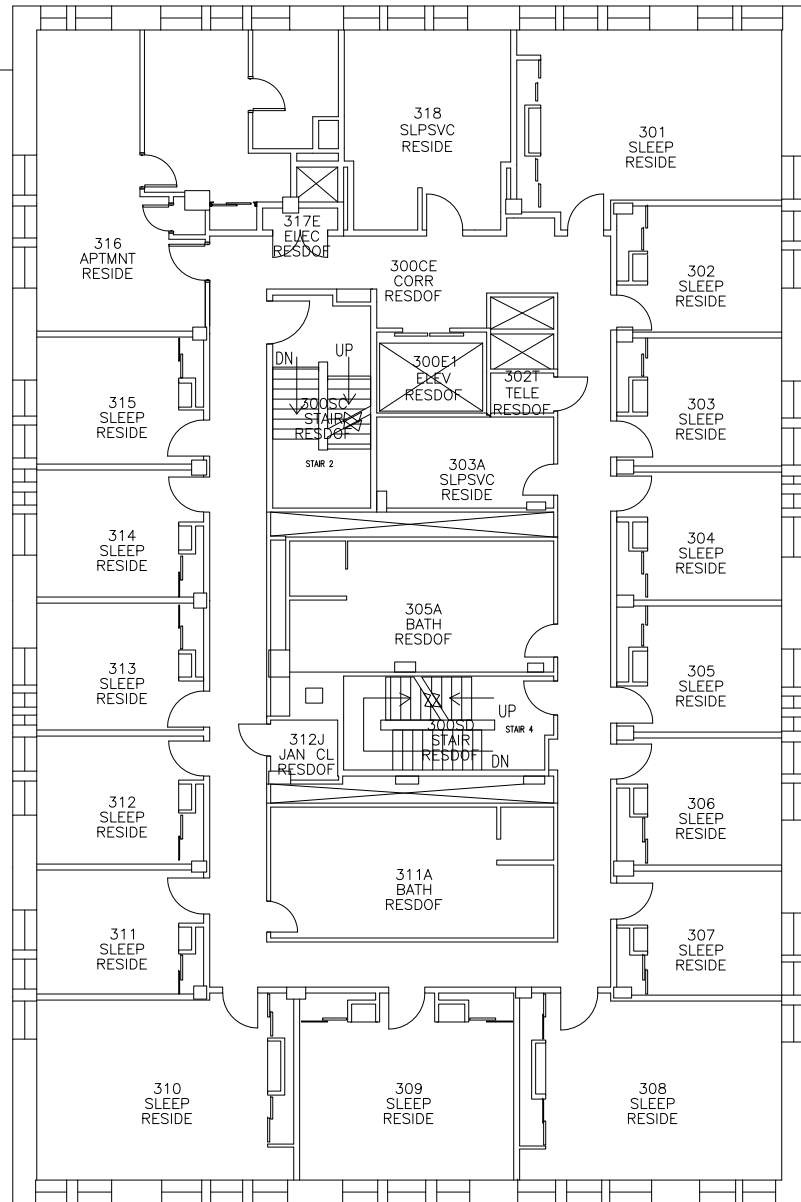 318
SLPSVC
RESIDE
301
SLEEP
RESIDE
317E
ELEC
RESDOF
316
APTMNT
RESIDE
300CE
CORR
RESDOF
302
SLEEP
RESIDE
DN
UP
300E1
ELEV
RESDOF
302T
TELE
RESDOF
315
SLEEP
RESIDE
300SC
STAIR
RESDOF
STAIR 2
303
SLEEP
RESIDE
303A
SLPSVC
RESIDE
314
SLEEP
RESIDE
304
SLEEP
RESIDE
305A
BATH
RESDOF
313
SLEEP
RESIDE
305
SLEEP
RESIDE
UP
300SD
STAIR
RESDOF
STAIR 4
DN
312J
JAN CL
RESDOF
312
SLEEP
RESIDE
306
SLEEP
RESIDE
311A
BATH
RESDOF
311
SLEEP
RESIDE
307
SLEEP
RESIDE
310
SLEEP
RESIDE
309
SLEEP
RESIDE
308
SLEEP
RESIDE